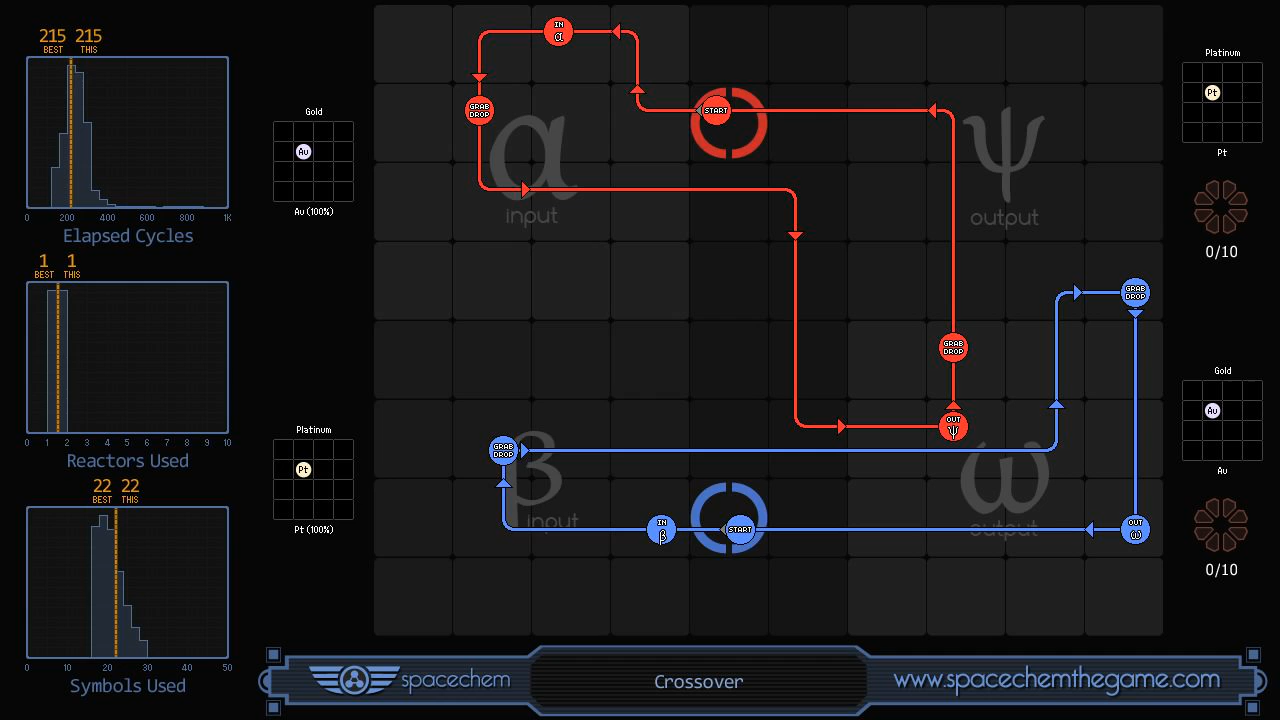 215 215
BEST THIS
0 200 400 600 800 1K
Elapsed Cycles
1 1
BEST THIS
0 1 2 3 4 5 6 7 8 9 10
Reactors Used
22 22
BEST THIS
0 10 20 30 40 50
Symbols Used
Gold
Au
Au (100%)
Platinum
Pt
Pt (100%)
IN
α
GRAB
DROP
START
α
input
ψ
output
GRAB
DROP
GRAB
DROP
OUT
ψ
GRAB
DROP
β
input
ω
output
IN
β
START
OUT
ω
Platinum
Pt
Pt
0/10
Gold
Au
Au
0/10
spacechem
Crossover
www.spacechemthegame.com